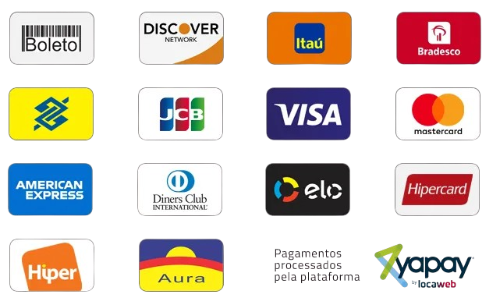 Boleto
DISCOVER
NETWORK
Itaú
Bradesco
JCB
VISA
mastercard
AMERICAN
EXPRESS
Diners Club
INTERNATIONAL
elo
Hipercard
Hiper
Aura
Pagamentos
processados
pela plataforma
yapay
by locaweb